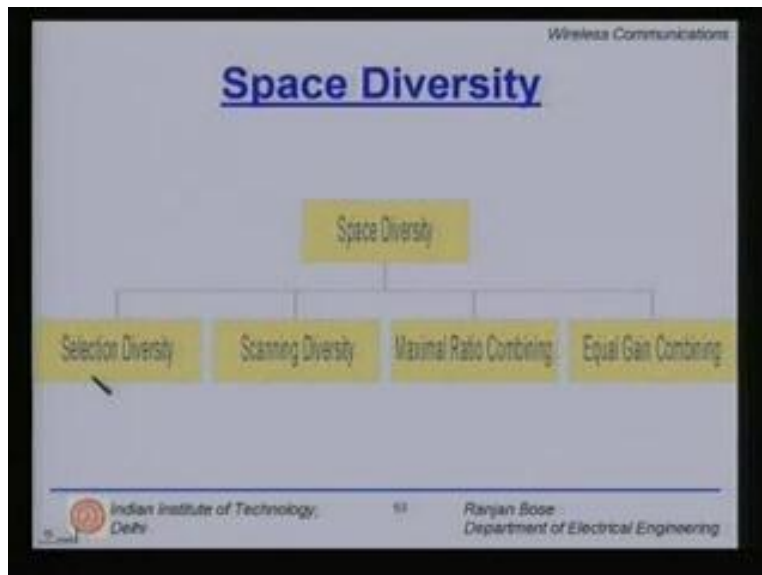 Wireless Communications
Space Diversity
Space Diversity
Selection Diversity
Scanning Diversity
Maximal Ratio Combining
Equal Gain Combining
Indian Institute of Technology,
Delhi
53
Ranjan Bose
Department of Electrical Engineering